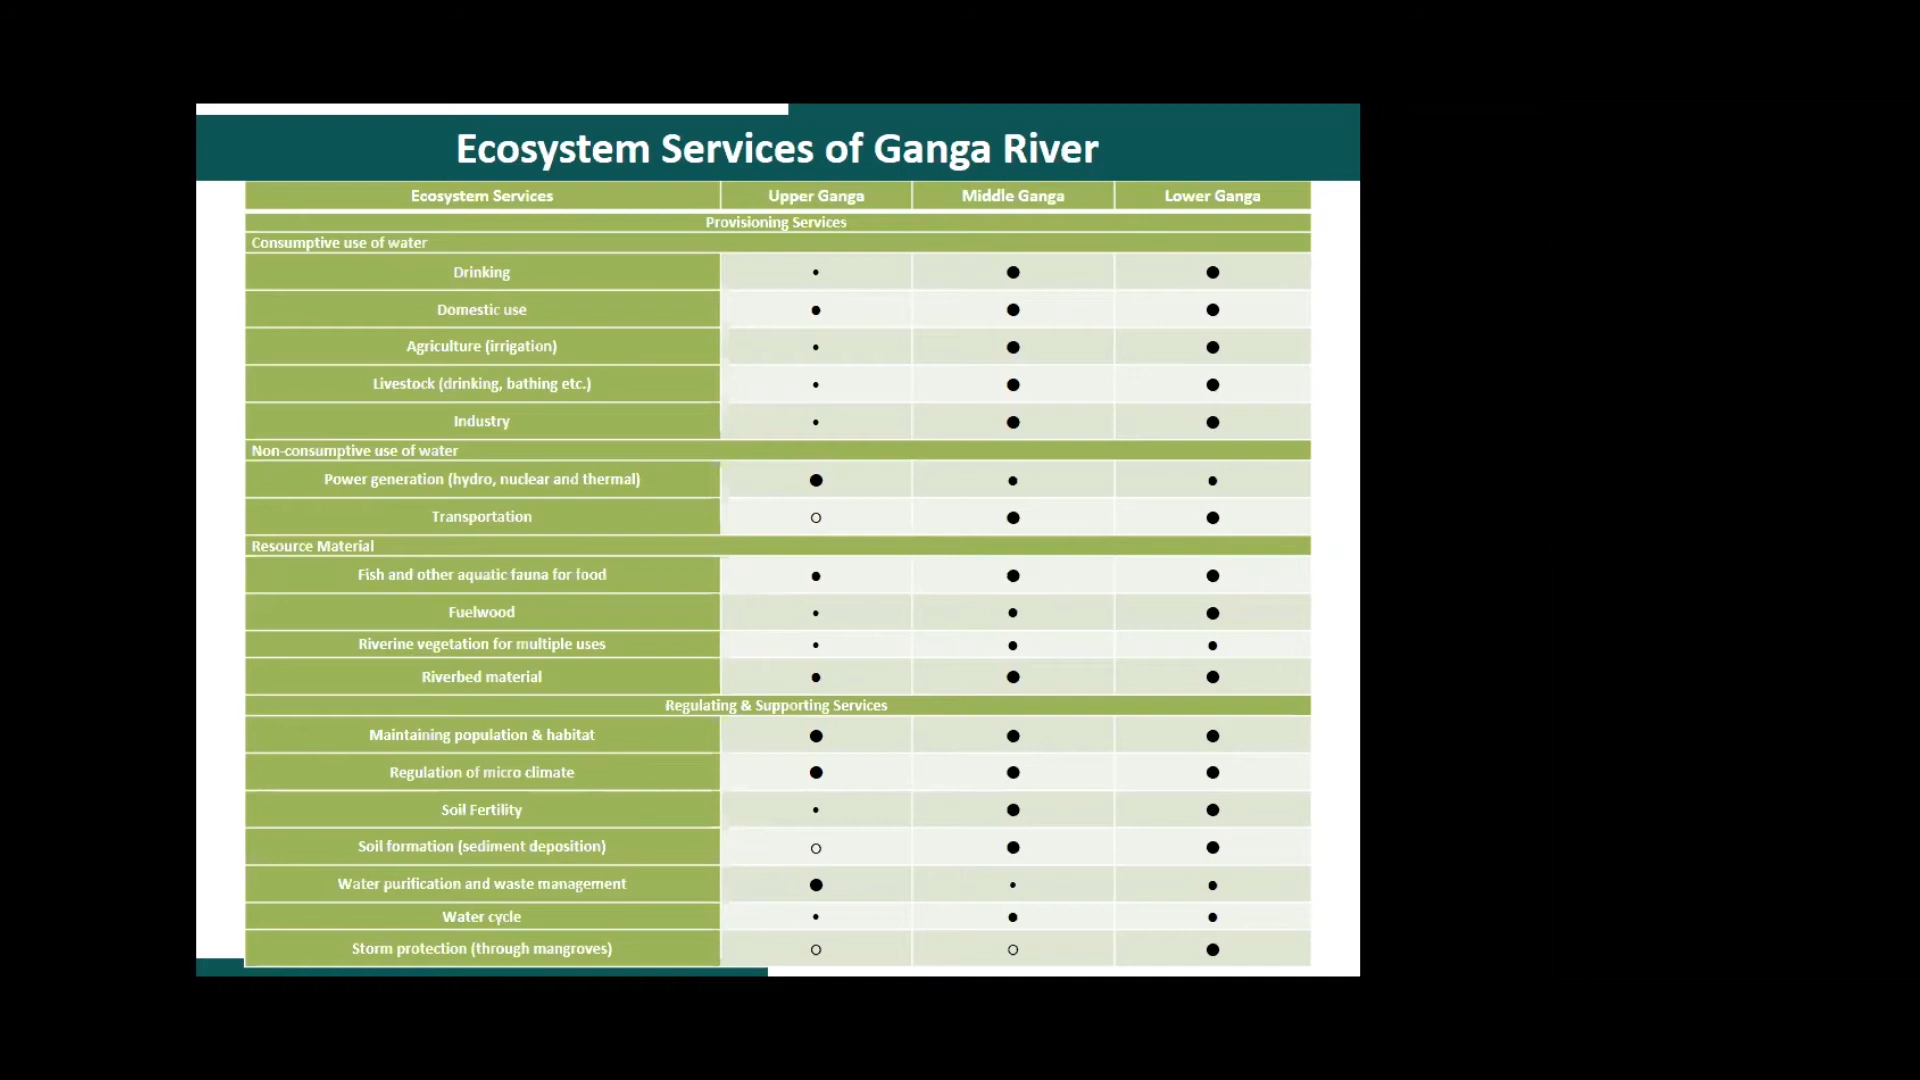 Ecosystem Services of Ganga River
Ecosystem Services Upper Ganga Middle Ganga Lower Ganga
Provisioning Services
Consumptive use of water
Drinking
Domestic use
Agriculture (irrigation)
Livestock (drinking, bathing etc.)
Industry
Non-consumptive use of water
Power generation (hydro, nuclear and thermal)
Transportation
Resource Material
Fish and other aquatic fauna for food
Fuelwood
Riverine vegetation for multiple uses
Riverbed material
Regulating & Supporting Services
Maintaining population & habitat
Regulation of micro climate
Soil Fertility
Soil formation (sediment deposition)
Water purification and waste management
Water cycle
Storm protection (through mangroves)